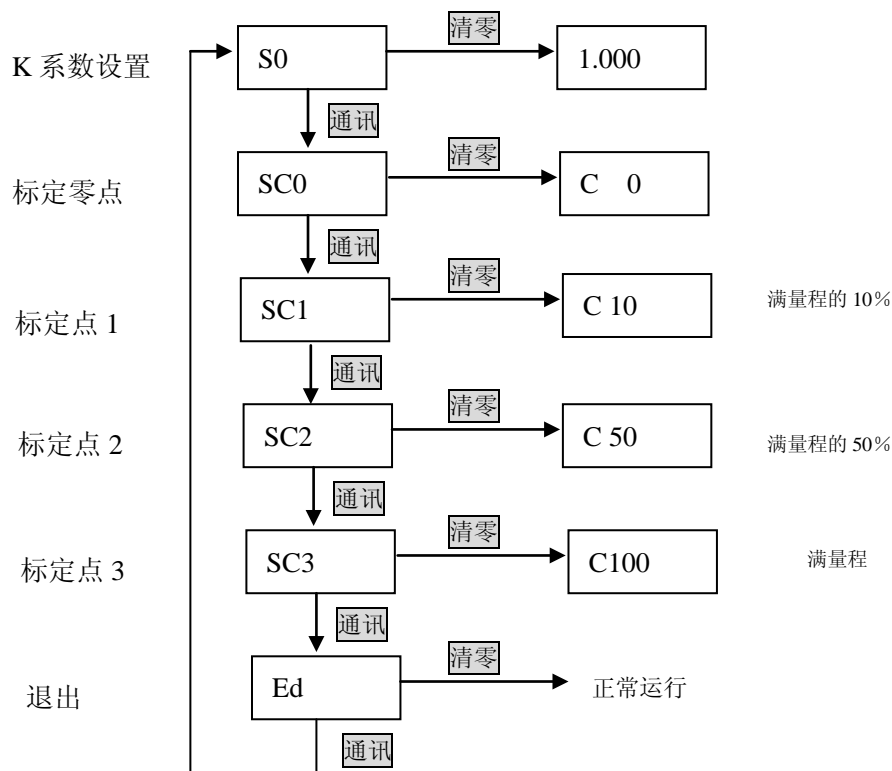 清零
K 系数设置
S0
1.000
通讯
清零
标定零点
SC0
C 0
通讯
清零
标定点 1
SC1
C 10
满量程的 10%
通讯
清零
标定点 2
SC2
C 50
满量程的 50%
通讯
清零
标定点 3
SC3
C100
满量程
通讯
清零
退出
Ed
正常运行
通讯